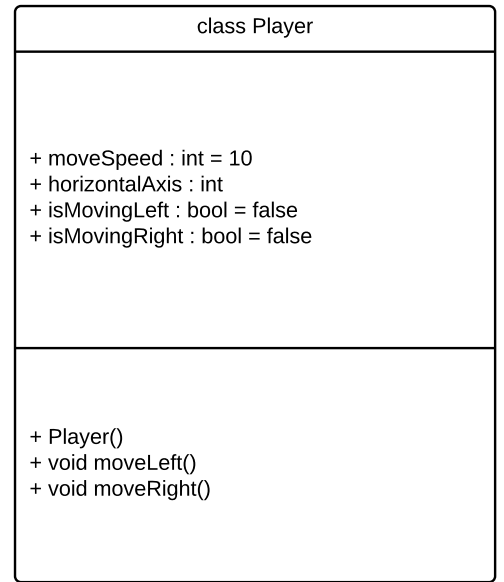 class Player
+ moveSpeed : int = 10
+ horizontalAxis : int
+ isMovingLeft : bool = false
+ isMovingRight : bool = false
+ Player()
+ void moveLeft()
+ void moveRight()